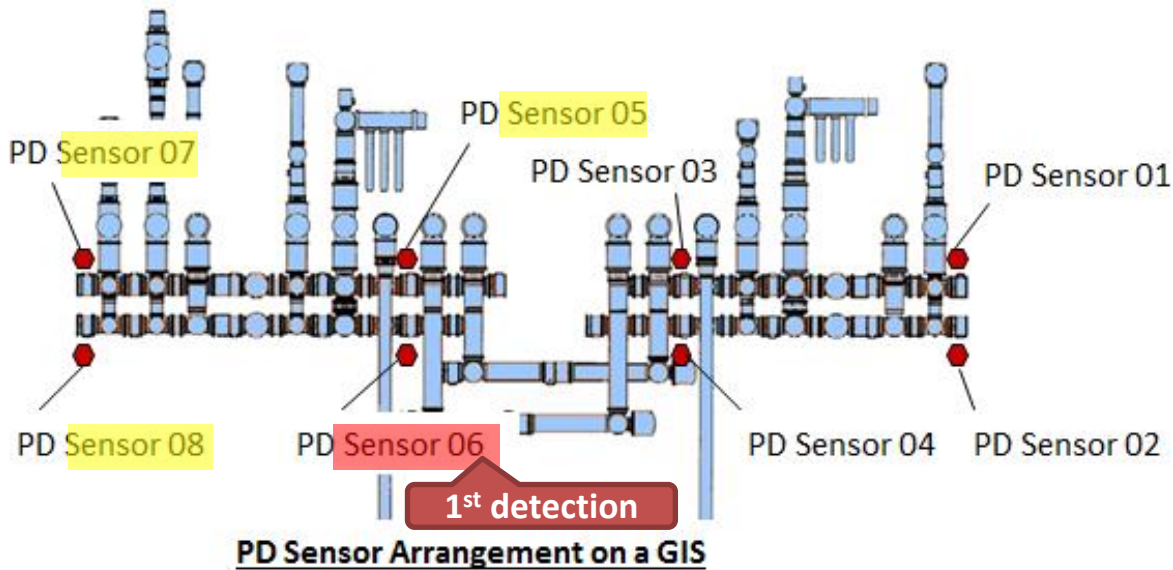 PD Sensor 05
PD Sensor 07
PD Sensor 03
PD Sensor 01
PD Sensor 08
PD Sensor 06
PD Sensor 04
PD Sensor 02
1st detection
PD Sensor Arrangement on a GIS